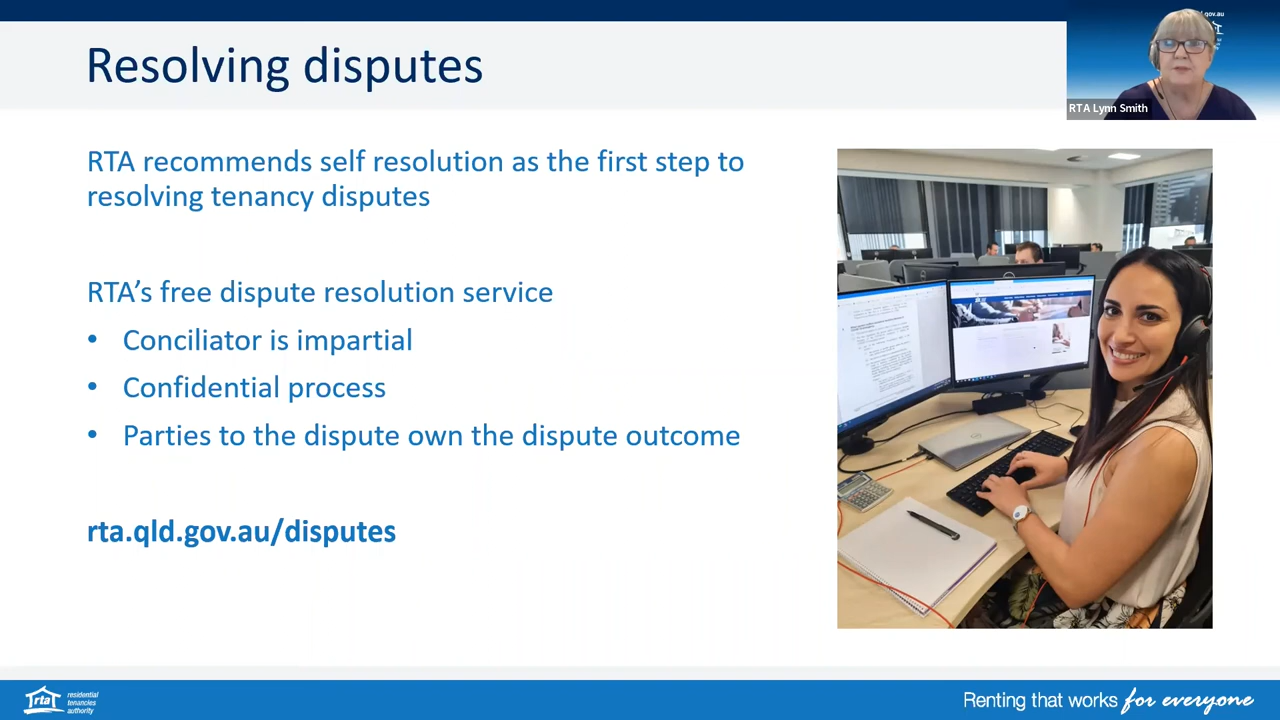 Resolving disputes
.gov.au
RTA Lynn Smith
RTA recommends self resolution as the first step to
resolving tenancy disputes
RTA’s free dispute resolution service
• Conciliator is impartial
• Confidential process
• Parties to the dispute own the dispute outcome
rta.qld.gov.au/disputes
rta
residential
tenancies
authority
Renting that works for everyone